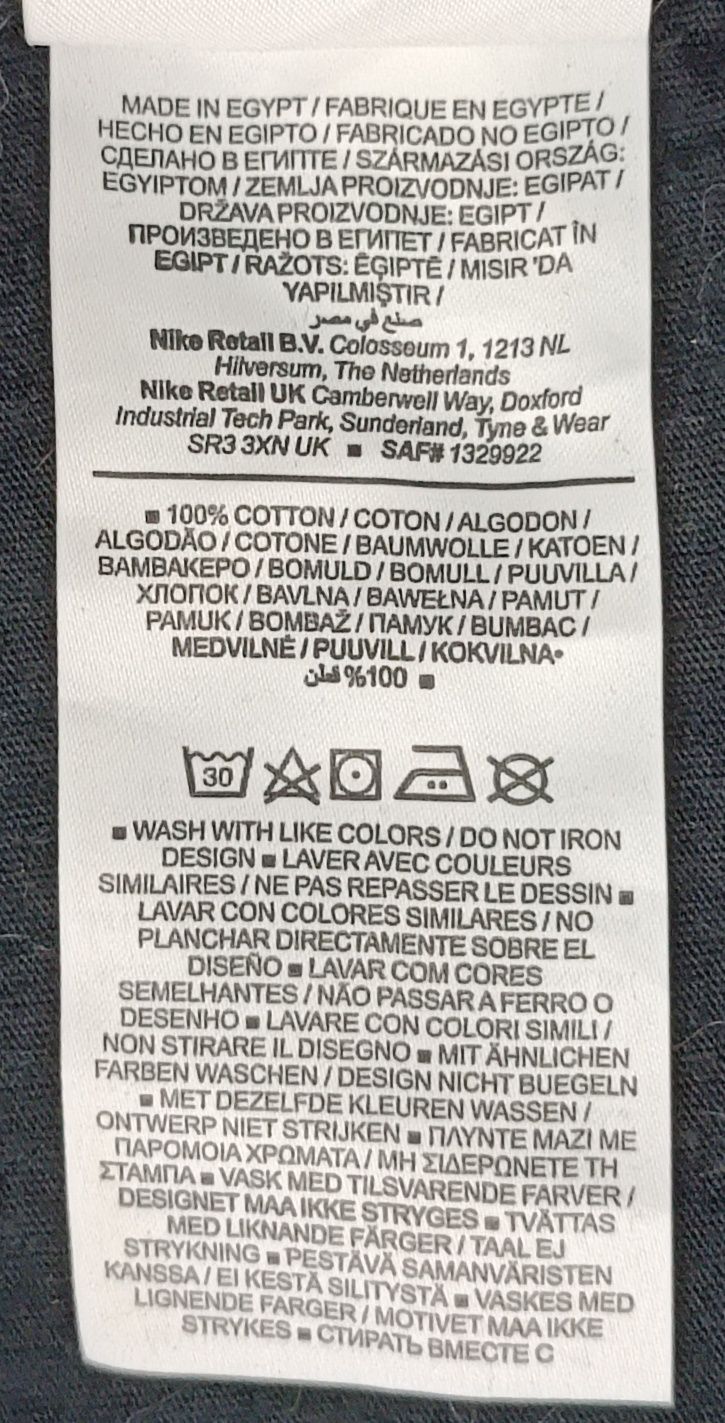 MADE IN EGYPT / FABRIQUE EN EGYPTE /
HECHO EN EGIPTO / FABRICADO NO EGIPTO /
СДЕЛАНО В ЕГИПТЕ / SZÁRMAZÁSI ORSZÁG:
EGYIPTOM / ZEMLJA PROIZVODNJE: EGIPAT /
DRŽAVA PROIZVODNJE: EGIPT /
ПРОИЗВЕДЕНО В ЕГИПЕТ / FABRICAT ÎN
EGIPT / RAŽOTS: ĒĢIPTĒ / MISIR 'DA
YAPILMIŞTIR /
صنع في مصر
Nike Retail B.V. Colosseum 1, 1213 NL
Hilversum, The Netherlands
Nike Retail UK Camberwell Way, Doxford
Industrial Tech Park, Sunderland, Tyne & Wear
SR3 3XN UK ■ SAF# 1329922
■ 100% COTTON / COTON / ALGODON /
ALGODÃO / COTONE / BAUMWOLLE / KATOEN /
ΒΑΜΒΑΚΕΡΟ / BOMULD / BOMULL / PUUVILLA /
ХЛОПОК / BAVLNA / BAWEŁNA / PAMUT /
PAMUK / BOMBAŽ / ПАМУК / BUMBAC /
MEDVILNĖ / PUUVILL / KOKVILNA•
قطن %100 ■
30
■ WASH WITH LIKE COLORS / DO NOT IRON
DESIGN ■ LAVER AVEC COULEURS
SIMILAIRES / NE PAS REPASSER LE DESSIN ■
LAVAR CON COLORES SIMILARES / NO
PLANCHAR DIRECTAMENTE SOBRE EL
DISEÑO ■ LAVAR COM CORES
SEMELHANTES / NÃO PASSAR A FERRO O
DESENHO ■ LAVARE CON COLORI SIMILI /
NON STIRARE IL DISEGNO ■ MIT ÄHNLICHEN
FARBEN WASCHEN / DESIGN NICHT BUEGELN
■ MET DEZELFDE KLEUREN WASSEN /
ONTWERP NIET STRIJKEN ■ ΠΛΥΝΤΕ ΜΑΖΙ ΜΕ
ΠΑΡΟΜΟΙΑ ΧΡΩΜΑΤΑ / ΜΗ ΣΙΔΕΡΩΝΕΤΕ ΤΗ
ΣΤΑΜΠΑ ■ VASK MED TILSVARENDE FARVER /
DESIGNET MAA IKKE STRYGES ■ TVÄTTAS
MED LIKNANDE FÄRGER / TAAL EJ
STRYKNING ■ PESTÄVÄ SAMANVÄRISTEN
KANSSA / EI KESTÄ SILITYSTÄ ■ VASKES MED
LIGNENDE FARGER / MOTIVET MAA IKKE
STRYKES ■ СТИРАТЬ ВМЕСТЕ С